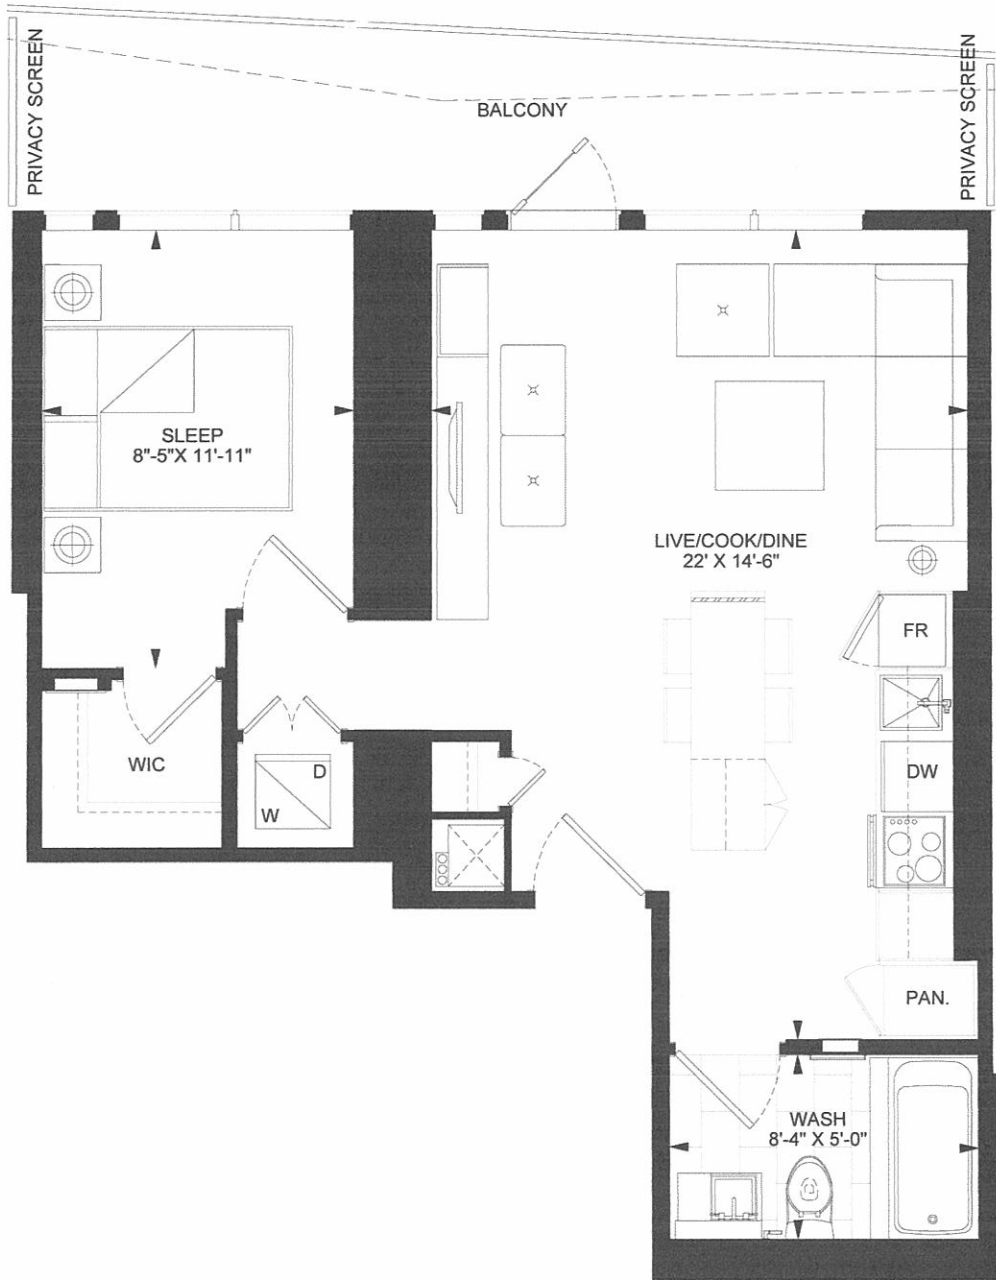 PRIVACY SCREEN
BALCONY
PRIVACY SCREEN
SLEEP
8"-5"X 11'-11"
LIVE/COOK/DINE
22' X 14'-6"
FR
WIC
D
W
DW
PAN.
WASH
8'-4" X 5'-0"